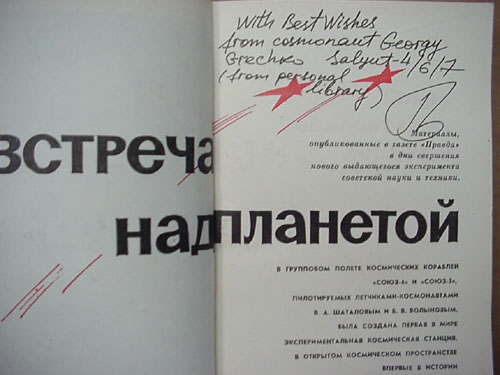 With Best Wishes
from cosmonaut Georgy
Grechko Salyut-4/6/7
(from personal
library)
Материалы,
опубликованные в газете «Правда»
в дни свершения
нового выдающегося эксперимента
советской науки и техники.
встреча
над планетой
В ГРУППОВОМ ПОЛЕТЕ КОСМИЧЕСКИХ КОРАБЛЕЙ
«СОЮЗ-4» И «СОЮЗ-5»,
ПИЛОТИРУЕМЫХ ЛЕТЧИКАМИ-КОСМОНАВТАМИ
В. А. ШАТАЛОВЫМ И Б. В. ВОЛЫНОВЫМ,
БЫЛА СОЗДАНА ПЕРВАЯ В МИРЕ
ЭКСПЕРИМЕНТАЛЬНАЯ КОСМИЧЕСКАЯ СТАНЦИЯ.
В ОТКРЫТОМ КОСМИЧЕСКОМ ПРОСТРАНСТВЕ
ВПЕРВЫЕ В ИСТОРИИ